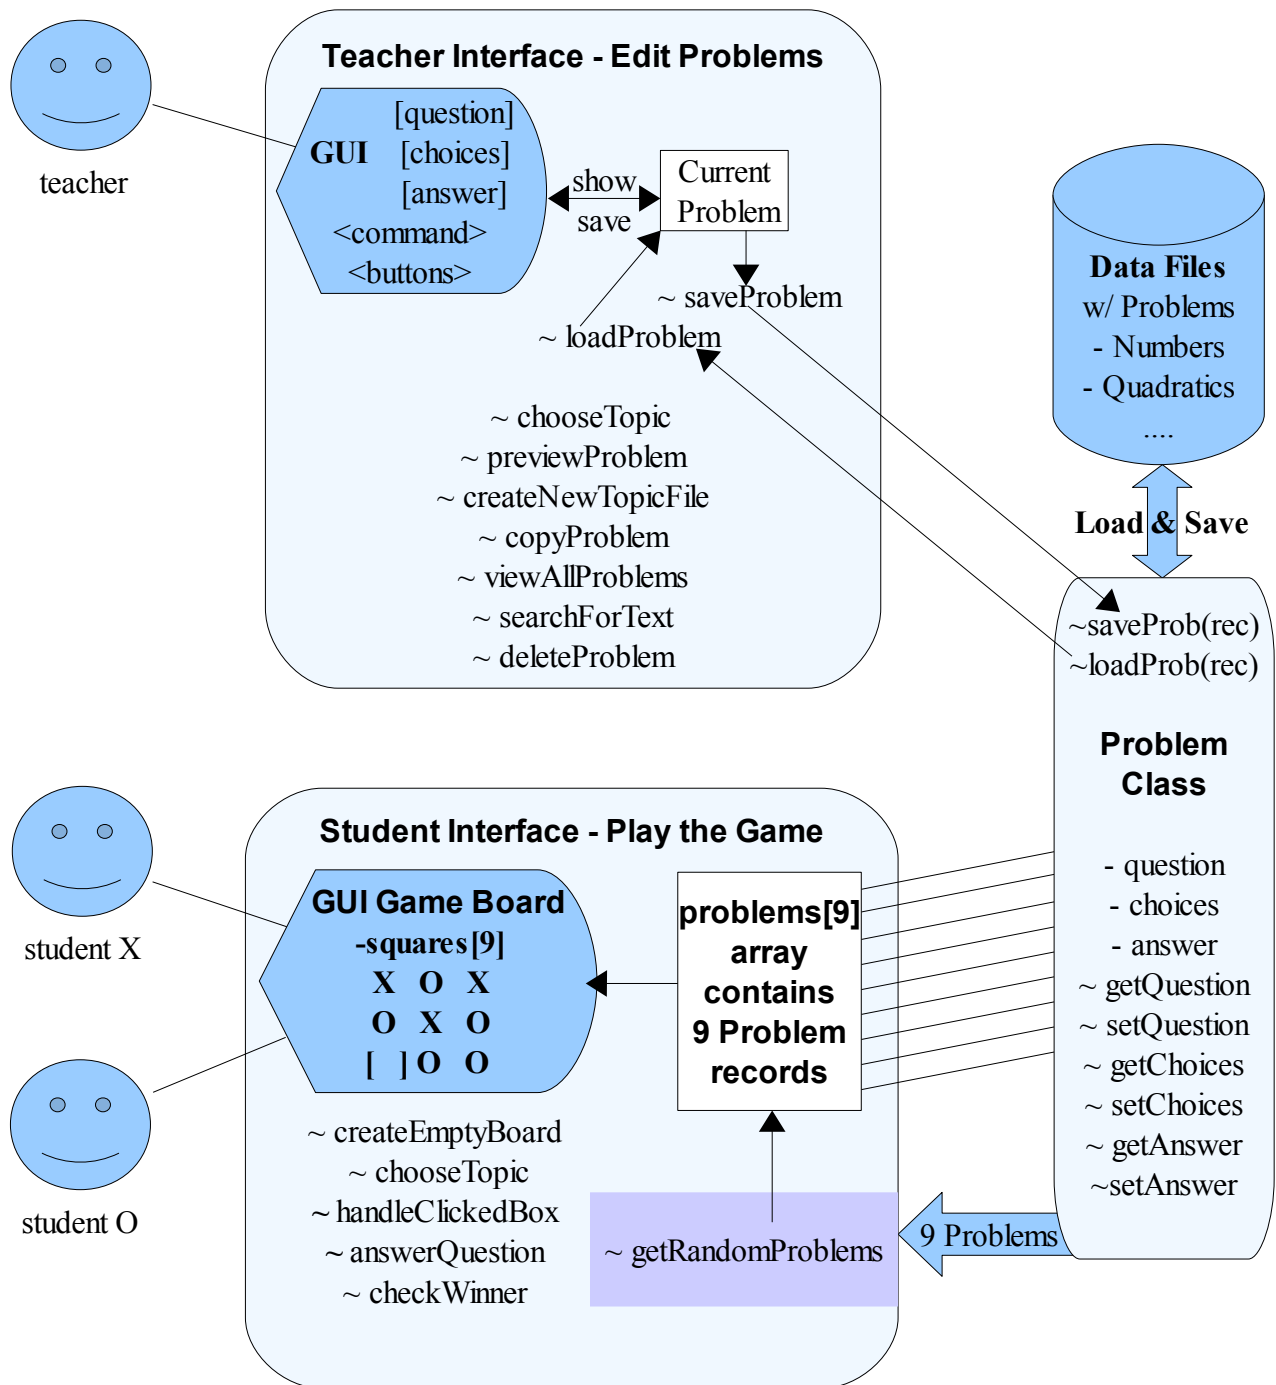 Teacher Interface - Edit Problems
teacher
[question]
GUI [choices]
[answer]
<command>
<buttons>
show
save
Current
Problem
~ saveProblem
~ loadProblem
~ chooseTopic
~ previewProblem
~ createNewTopicFile
~ copyProblem
~ viewAllProblems
~ searchForText
~ deleteProblem
Data Files
w/ Problems
- Numbers
- Quadratics
....
Load & Save
~saveProb(rec)
~loadProb(rec)
Problem
Class
- question
- choices
- answer
~ getQuestion
~ setQuestion
~ getChoices
~ setChoices
~ getAnswer
~setAnswer
Student Interface - Play the Game
student X
student O
GUI Game Board
-squares[9]
X O X
O X O
[ ] O O
problems[9]
array
contains
9 Problem
records
~ createEmptyBoard
~ chooseTopic
~ handleClickedBox
~ answerQuestion
~ checkWinner
~ getRandomProblems
9 Problems